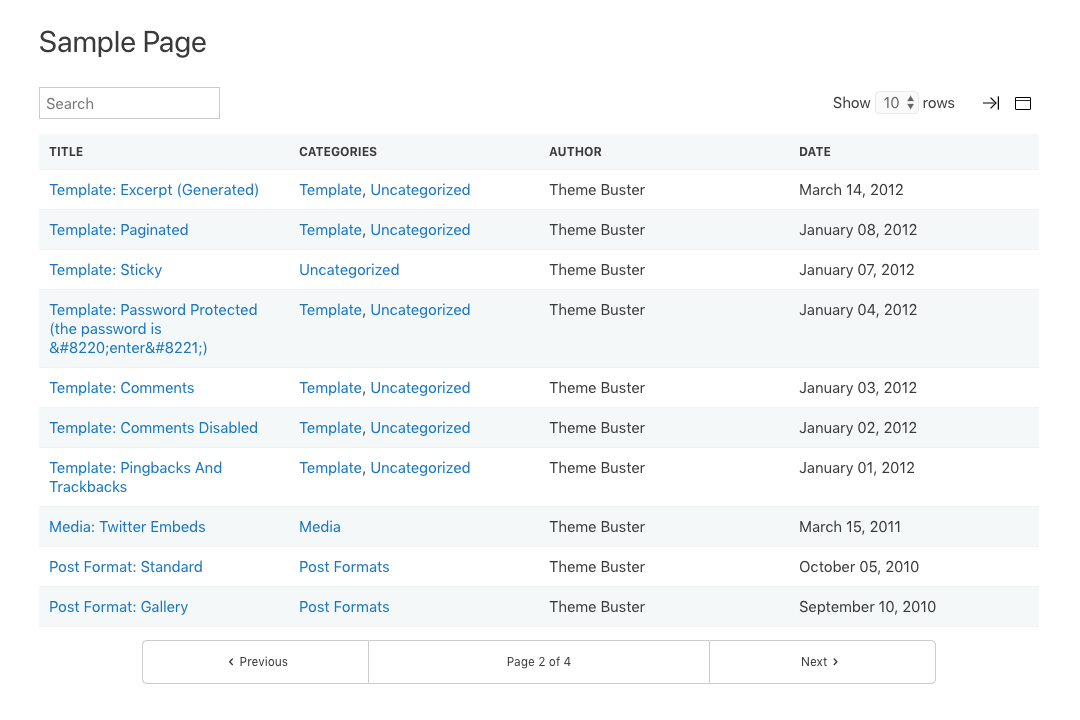 Sample Page
Search
Show 10 rows
TITLE CATEGORIES AUTHOR DATE
Template: Excerpt (Generated) Template, Uncategorized Theme Buster March 14, 2012
Template: Paginated Template, Uncategorized Theme Buster January 08, 2012
Template: Sticky Uncategorized Theme Buster January 07, 2012
Template: Password Protected Template, Uncategorized Theme Buster January 04, 2012
(the password is
&#8220;enter&#8221;)
Template: Comments Template, Uncategorized Theme Buster January 03, 2012
Template: Comments Disabled Template, Uncategorized Theme Buster January 02, 2012
Template: Pingbacks And Template, Uncategorized Theme Buster January 01, 2012
Trackbacks
Media: Twitter Embeds Media Theme Buster March 15, 2011
Post Format: Standard Post Formats Theme Buster October 05, 2010
Post Format: Gallery Post Formats Theme Buster September 10, 2010
‹ Previous Page 2 of 4 Next ›